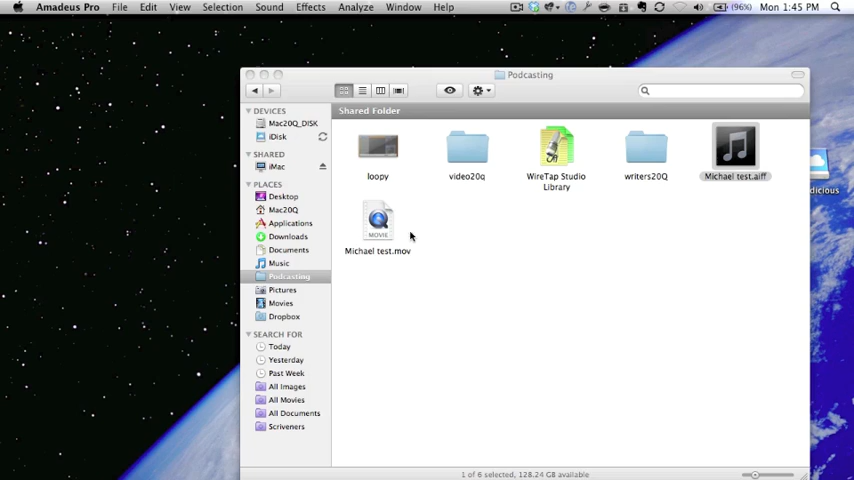 Amadeus Pro File Edit View Selection Sound Effects Analyze Window Help (96%) Mon 1:45 PM
Podcasting
DEVICES
Mac20Q_DISK
iDisk
SHARED
iMac
PLACES
Desktop
Mac20Q
Applications
Downloads
Documents
Music
Podcasting
Pictures
Movies
Dropbox
SEARCH FOR
Today
Yesterday
Past Week
All Images
All Movies
All Documents
Scriveners
Shared Folder
loopy
video20q
WireTap Studio
Library
writers20Q
Michael test.aiff
MOVIE
Michael test.mov
1 of 6 selected, 128.24 GB available
dicious